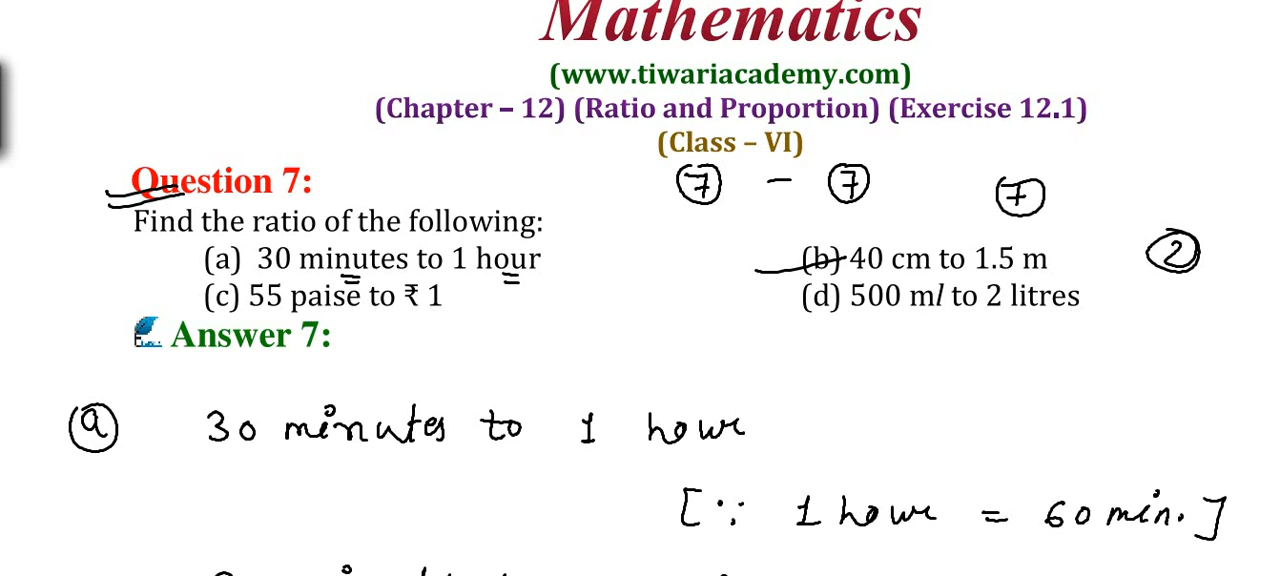 Mathematics
(www.tiwariacademy.com)
(Chapter – 12) (Ratio and Proportion) (Exercise 12.1)
(Class – VI)
Question 7:
7 – 7 7
Find the ratio of the following:
(a) 30 minutes to 1 hour
(b) 40 cm to 1.5 m
2
(c) 55 paise to ₹ 1
(d) 500 ml to 2 litres
Answer 7:
a 30 minutes to 1 hour
[∵ 1 hour = 60 min.]